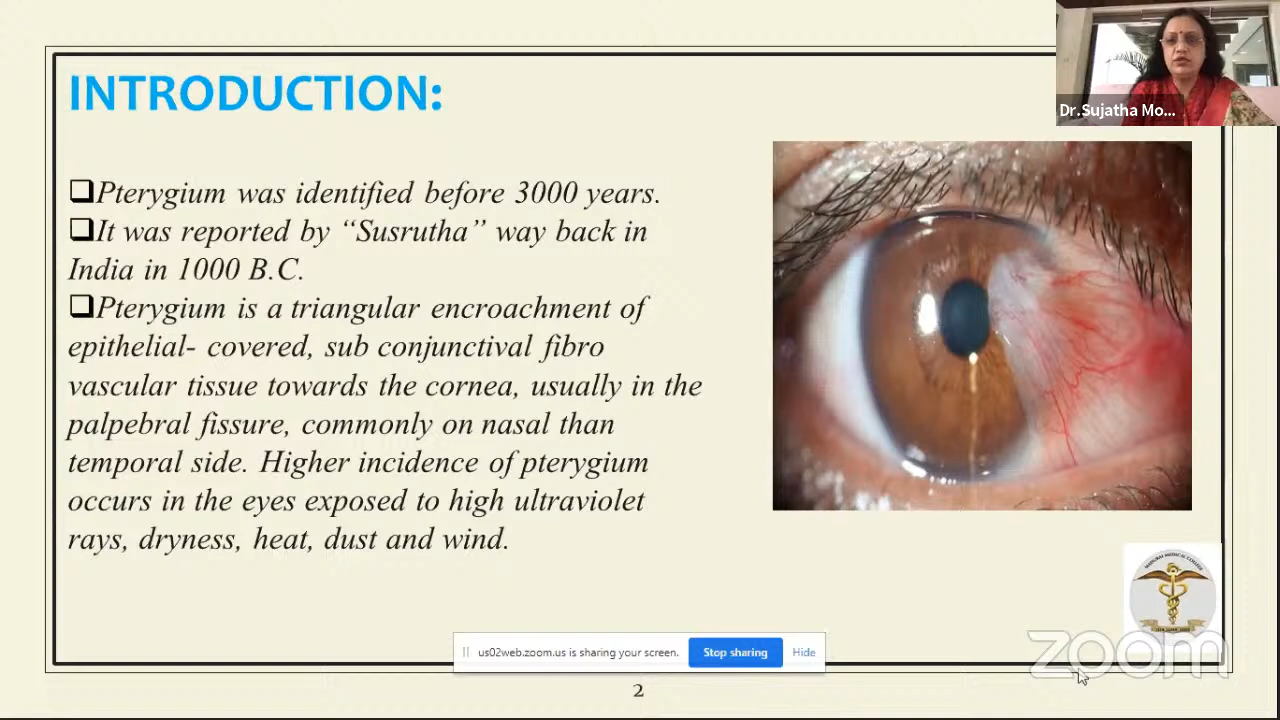 INTRODUCTION:
Dr.Sujatha Mo...
❑Pterygium was identified before 3000 years.
❑It was reported by “Susrutha” way back in
India in 1000 B.C.
❑Pterygium is a triangular encroachment of
epithelial- covered, sub conjunctival fibro
vascular tissue towards the cornea, usually in the
palpebral fissure, commonly on nasal than
temporal side. Higher incidence of pterygium
occurs in the eyes exposed to high ultraviolet
rays, dryness, heat, dust and wind.
MEDICAL COLLEGE
us02web.zoom.us is sharing your screen.
Stop sharing
Hide
zoom
2